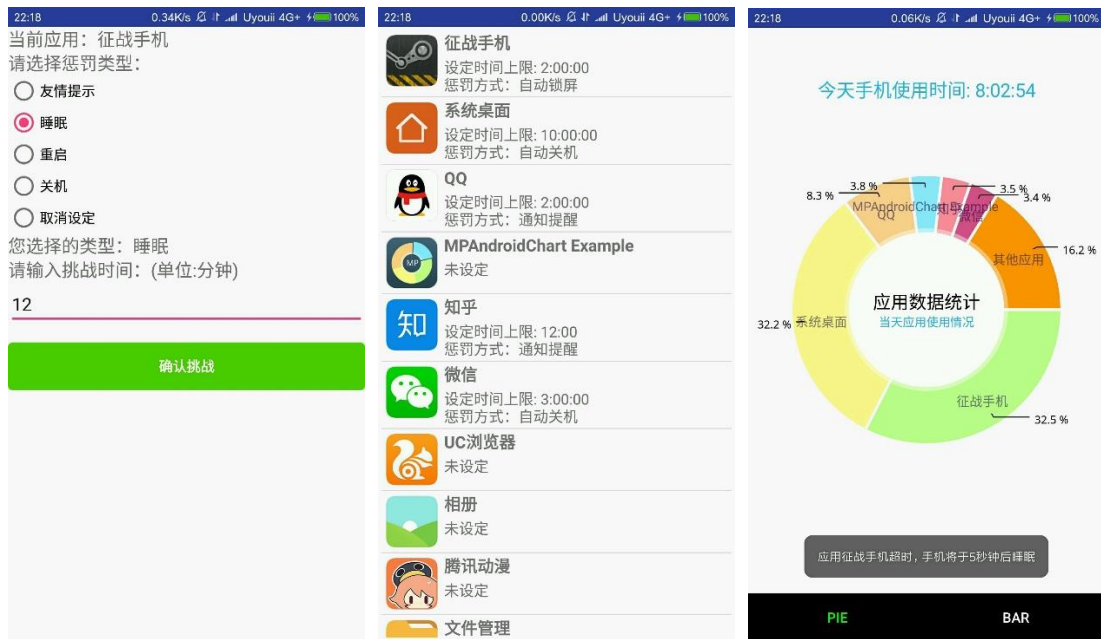 22:18
0.34K/s
Uyouii 4G+
100%
当前应用：征战手机
请选择惩罚类型：
友情提示
睡眠
重启
关机
取消设定
您选择的类型：睡眠
请输入挑战时间：(单位:分钟)
12
确认挑战
22:18
0.00K/s
Uyouii 4G+
100%
征战手机
设定时间上限: 2:00:00
惩罚方式：自动锁屏
系统桌面
设定时间上限: 10:00:00
惩罚方式：自动关机
QQ
设定时间上限: 2:00:00
惩罚方式：通知提醒
MPAndroidChart Example
MP
未设定
知乎
知
设定时间上限: 12:00
惩罚方式：通知提醒
微信
设定时间上限: 3:00:00
惩罚方式：自动关机
UC浏览器
未设定
相册
未设定
腾讯动漫
未设定
文件管理
22:18
0.06K/s
Uyouii 4G+
100%
今天手机使用时间: 8:02:54
3.8 %
3.5 %
8.3 %
3.4 %
MPAndroidChart Example
知乎
QQ
微信
16.2 %
其他应用
应用数据统计
当天应用使用情况
32.2 %
系统桌面
征战手机
32.5 %
应用征战手机超时，手机将于5秒钟后睡眠
PIE
BAR